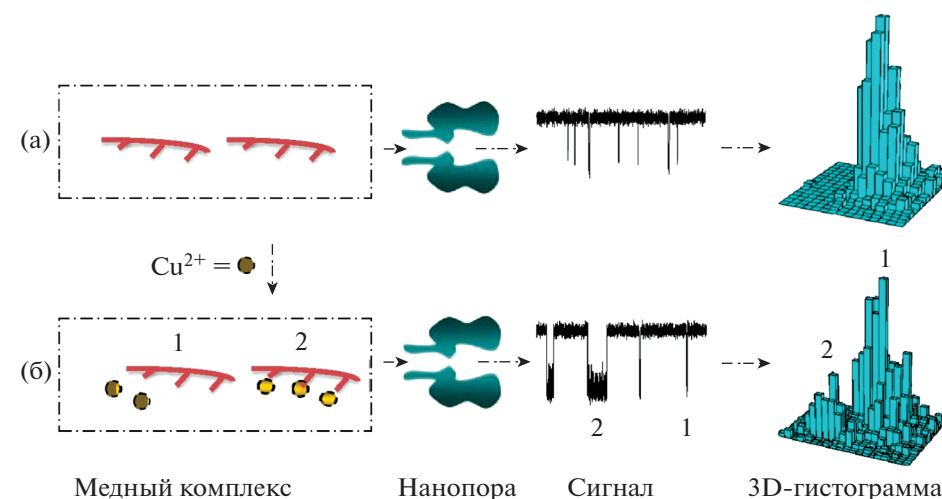 (а)
Cu²⁺ =
1
1 2
2
(б)
2 1
Медный комплекс Нанопора Сигнал 3D-гистограмма